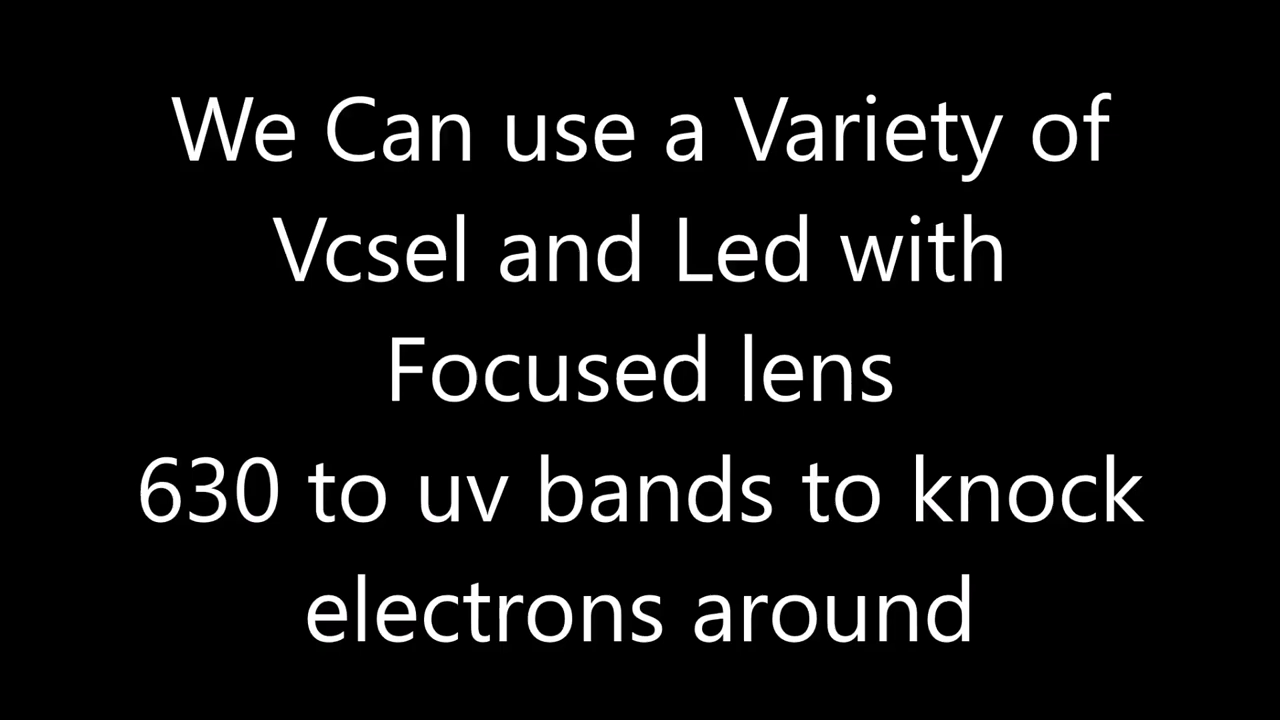 We Can use a Variety of
Vcsel and Led with
Focused lens
630 to uv bands to knock
electrons around